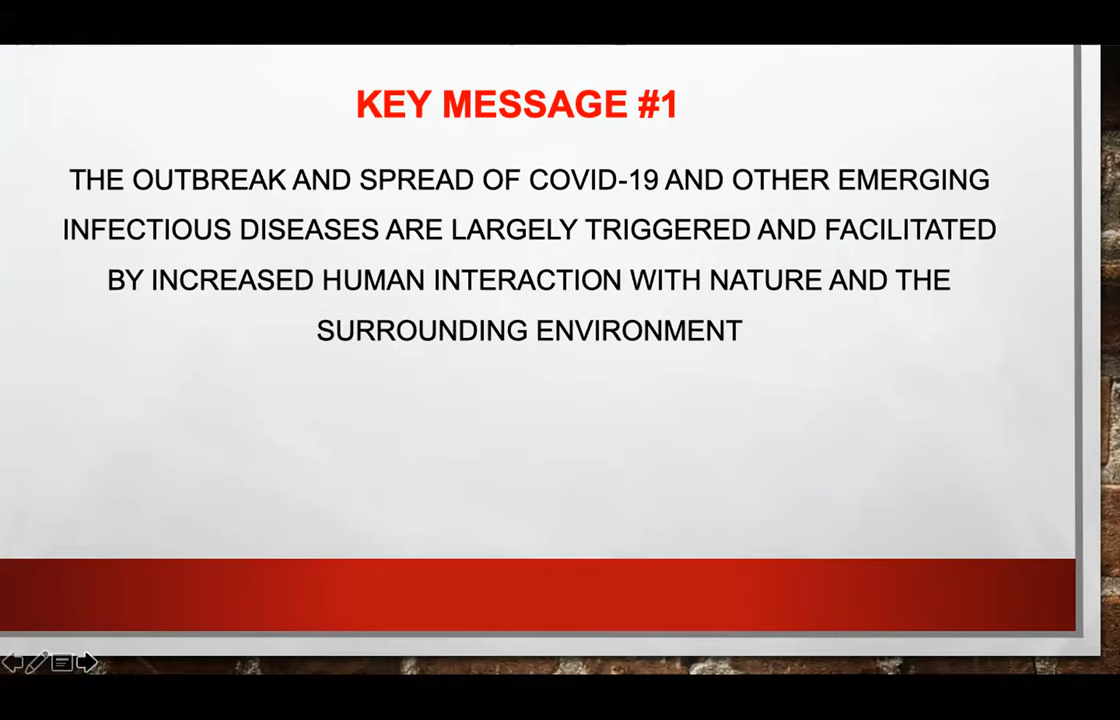 KEY MESSAGE #1
THE OUTBREAK AND SPREAD OF COVID-19 AND OTHER EMERGING
INFECTIOUS DISEASES ARE LARGELY TRIGGERED AND FACILITATED
BY INCREASED HUMAN INTERACTION WITH NATURE AND THE
SURROUNDING ENVIRONMENT